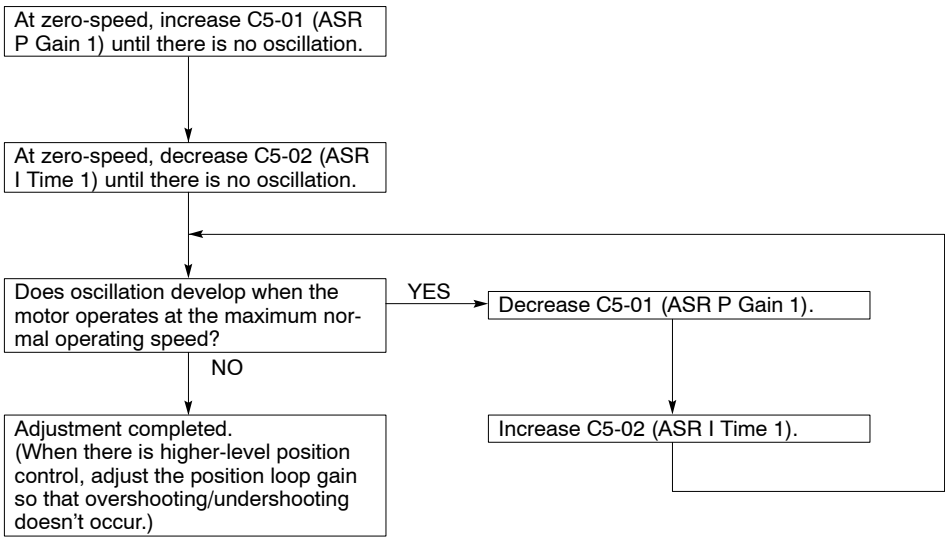 At zero-speed, increase C5-01 (ASR
P Gain 1) until there is no oscillation.
At zero-speed, decrease C5-02 (ASR
I Time 1) until there is no oscillation.
Does oscillation develop when the
motor operates at the maximum nor-
mal operating speed?
YES
Decrease C5-01 (ASR P Gain 1).
Increase C5-02 (ASR I Time 1).
NO
Adjustment completed.
(When there is higher-level position
control, adjust the position loop gain
so that overshooting/undershooting
doesn't occur.)